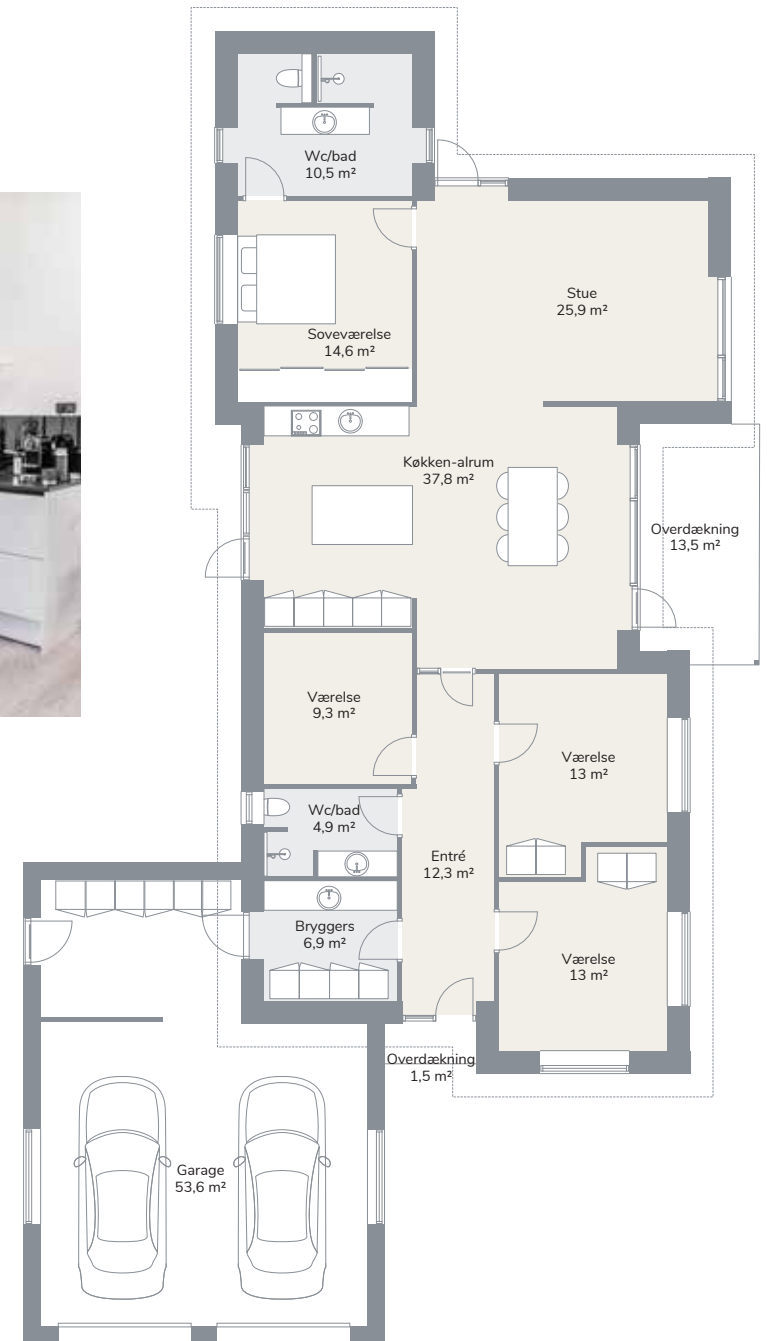 Wc/bad
10,5 m²
Stue
25,9 m²
Soveværelse
14,6 m²
Køkken-alrum
37,8 m²
Overdækning
13,5 m²
Værelse
9,3 m²
Værelse
13 m²
Wc/bad
4,9 m²
Entré
12,3 m²
Bryggers
6,9 m²
Værelse
13 m²
Overdækning
1,5 m²
Garage
53,6 m²